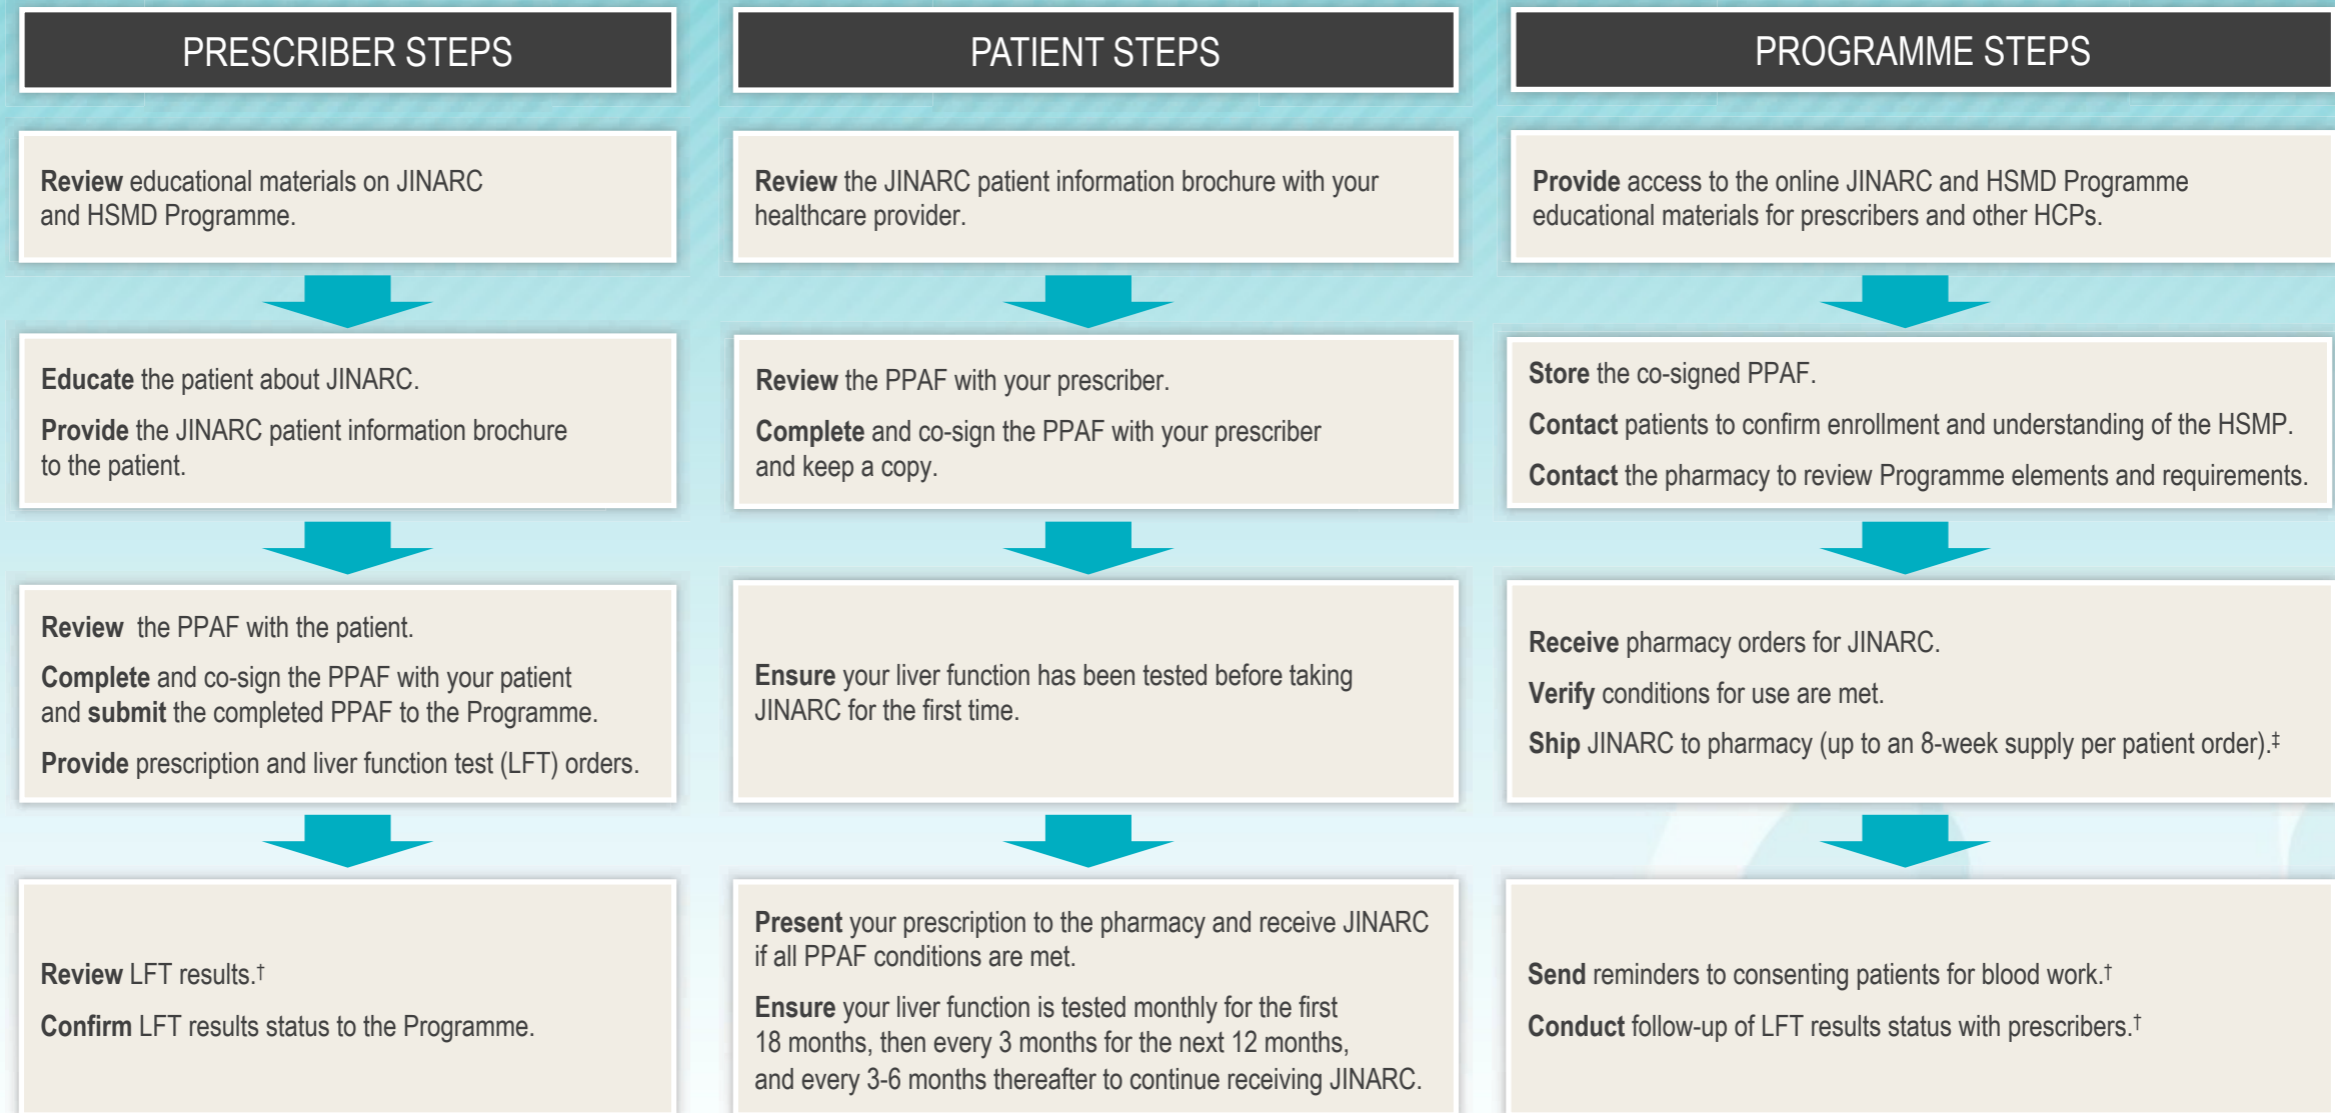 PRESCRIBER STEPS
Review educational materials on JINARC
and HSMD Programme.
Educate the patient about JINARC.
Provide the JINARC patient information brochure
to the patient.
Review the PPAF with the patient.
Complete and co-sign the PPAF with your patient
and submit the completed PPAF to the Programme.
Provide prescription and liver function test (LFT) orders.
Review LFT results.†
Confirm LFT results status to the Programme.
PATIENT STEPS
Review the JINARC patient information brochure with your
healthcare provider.
Review the PPAF with your prescriber.
Complete and co-sign the PPAF with your prescriber
and keep a copy.
Ensure your liver function has been tested before taking
JINARC for the first time.
Present your prescription to the pharmacy and receive JINARC
if all PPAF conditions are met.
Ensure your liver function is tested monthly for the first
18 months, then every 3 months for the next 12 months,
and every 3-6 months thereafter to continue receiving JINARC.
PROGRAMME STEPS
Provide access to the online JINARC and HSMD Programme
educational materials for prescribers and other HCPs.
Store the co-signed PPAF.
Contact patients to confirm enrollment and understanding of the HSMP.
Contact the pharmacy to review Programme elements and requirements.
Receive pharmacy orders for JINARC.
Verify conditions for use are met.
Ship JINARC to pharmacy (up to an 8-week supply per patient order).‡
Send reminders to consenting patients for blood work.†
Conduct follow-up of LFT results status with prescribers.†